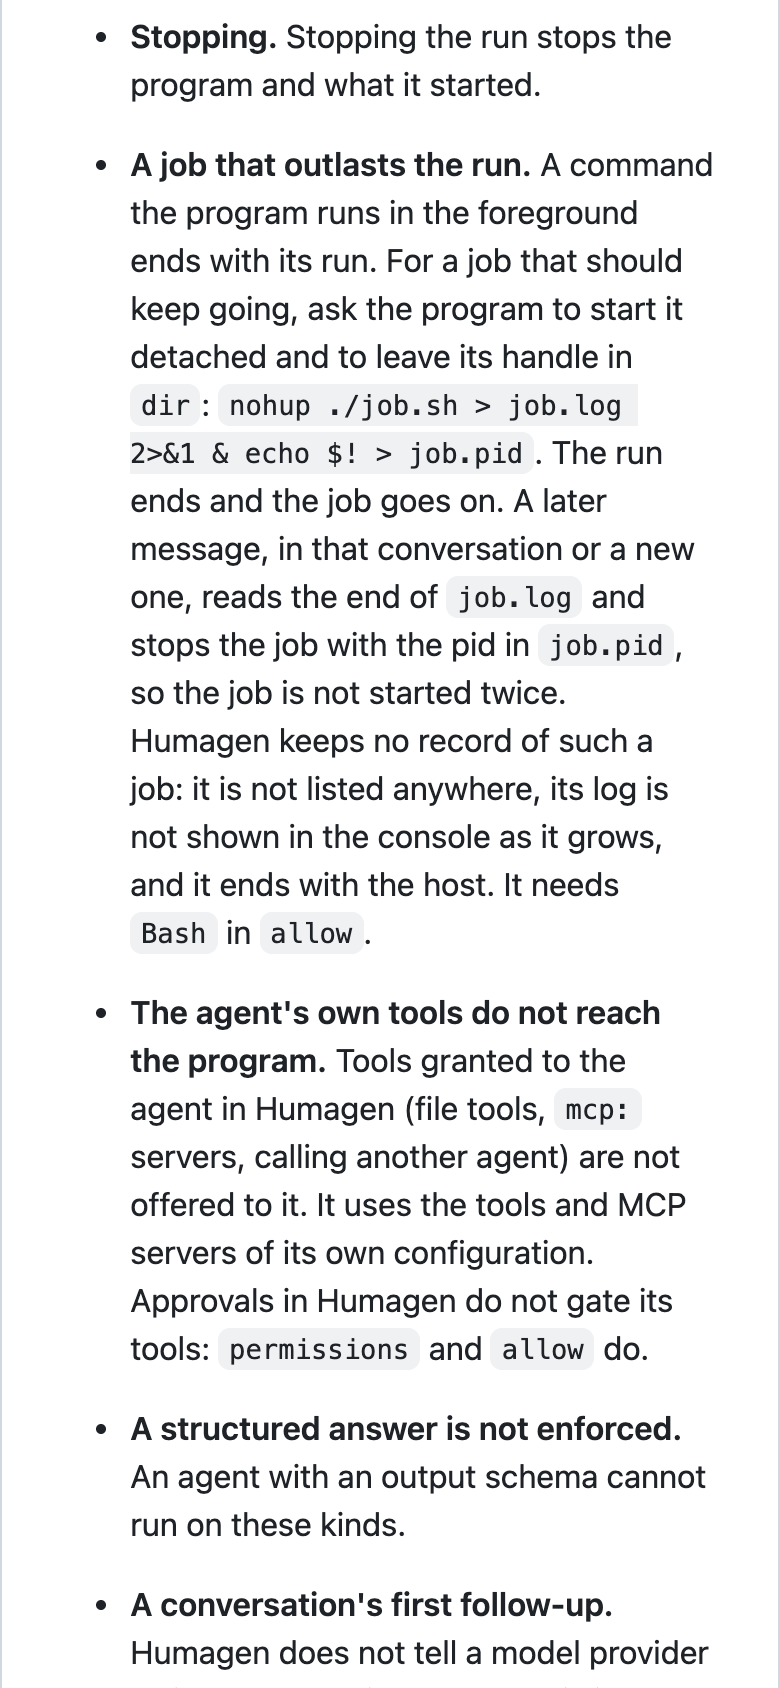 • Stopping. Stopping the run stops the
program and what it started.
• A job that outlasts the run. A command
the program runs in the foreground
ends with its run. For a job that should
keep going, ask the program to start it
detached and to leave its handle in
dir: nohup ./job.sh > job.log
2>&1 & echo $! > job.pid. The run
ends and the job goes on. A later
message, in that conversation or a new
one, reads the end of job.log and
stops the job with the pid in job.pid,
so the job is not started twice.
Humagen keeps no record of such a
job: it is not listed anywhere, its log is
not shown in the console as it grows,
and it ends with the host. It needs
Bash in allow.
• The agent's own tools do not reach
the program. Tools granted to the
agent in Humagen (file tools, mcp:
servers, calling another agent) are not
offered to it. It uses the tools and MCP
servers of its own configuration.
Approvals in Humagen do not gate its
tools: permissions and allow do.
• A structured answer is not enforced.
An agent with an output schema cannot
run on these kinds.
• A conversation's first follow-up.
Humagen does not tell a model provider